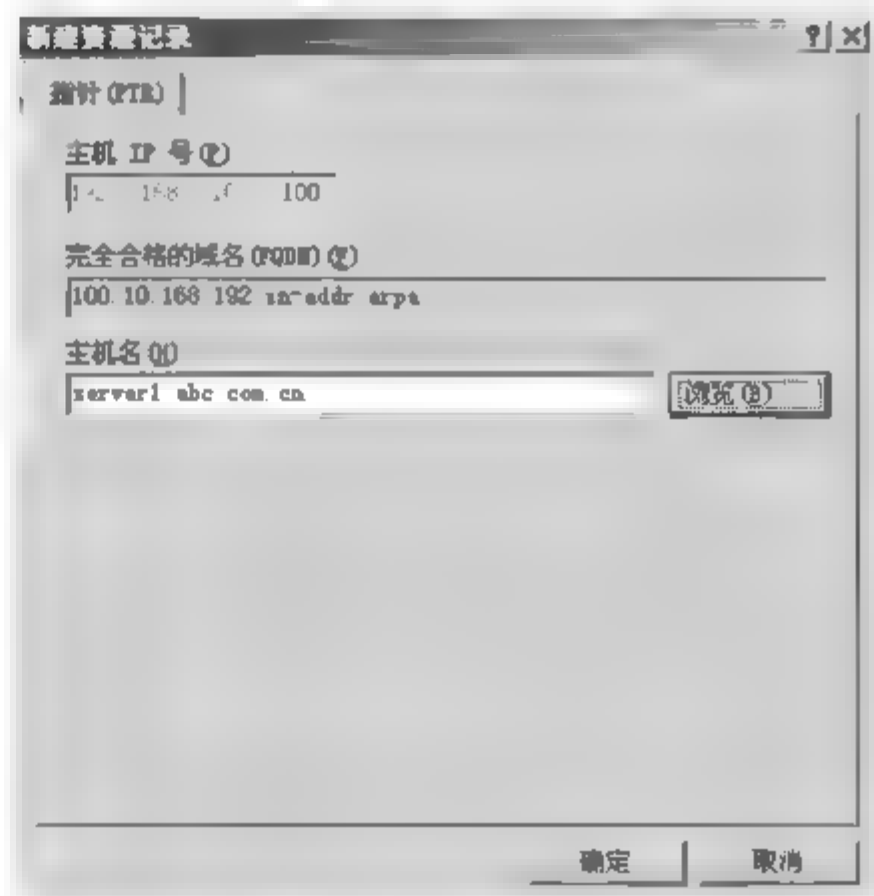 新建资源记录
指针(PTR)
主机 IP 号(P)
168 100
完全合格的域名(FQDN)(F)
100.10.168.192.in-addr.arpa
主机名(H)
server1.abc.com.cn
浏览(B)
确定
取消